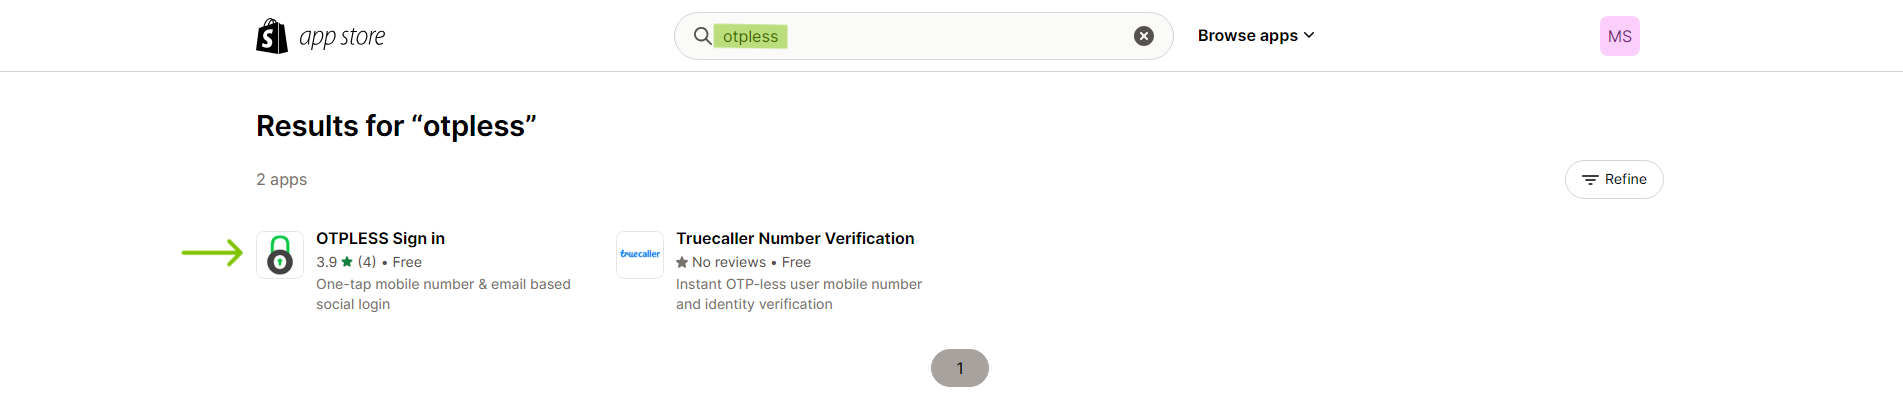 app store
otpless
Browse apps
MS
Results for “otpless”
2 apps
Refine
OTPLESS Sign in
3.9 ★ (4) • Free
One-tap mobile number & email based
social login
truecaller
Truecaller Number Verification
★ No reviews • Free
Instant OTP-less user mobile number
and identity verification
1